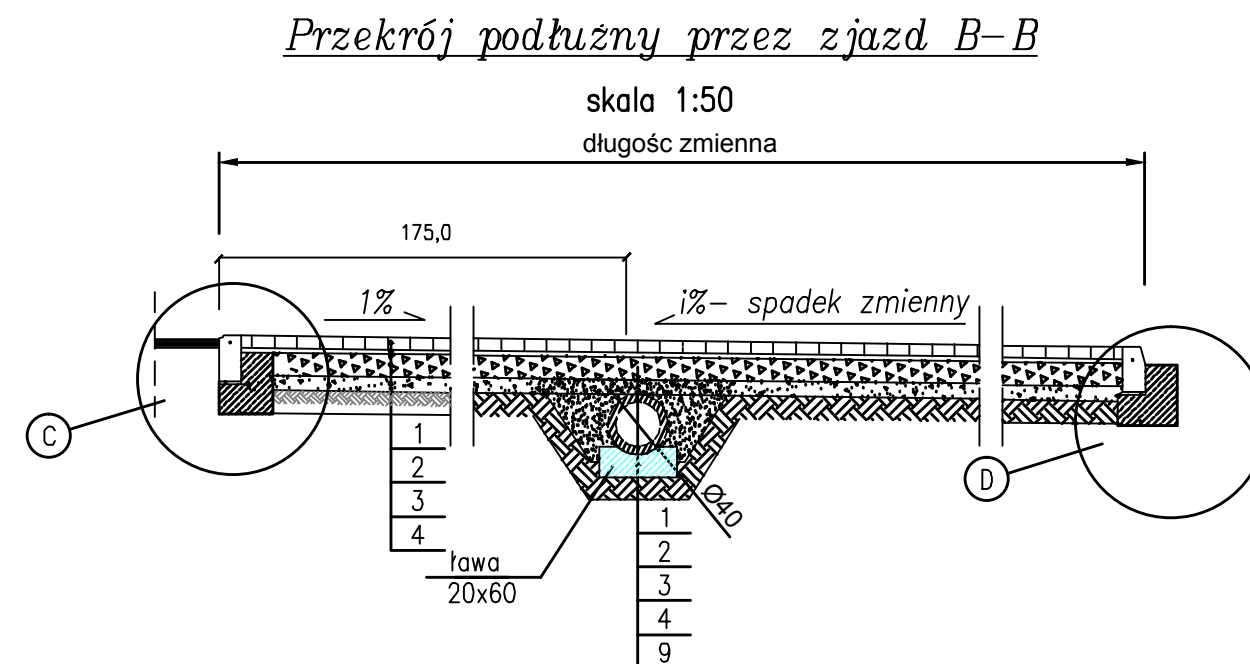 Przekrój podłużny przez zjazd B-B
skala 1:50
długośc zmienna
175,0
1%
i%- spadek zmienny
C
D
1
2
3
4
Ø40
ława
20x60
1
2
3
4
9